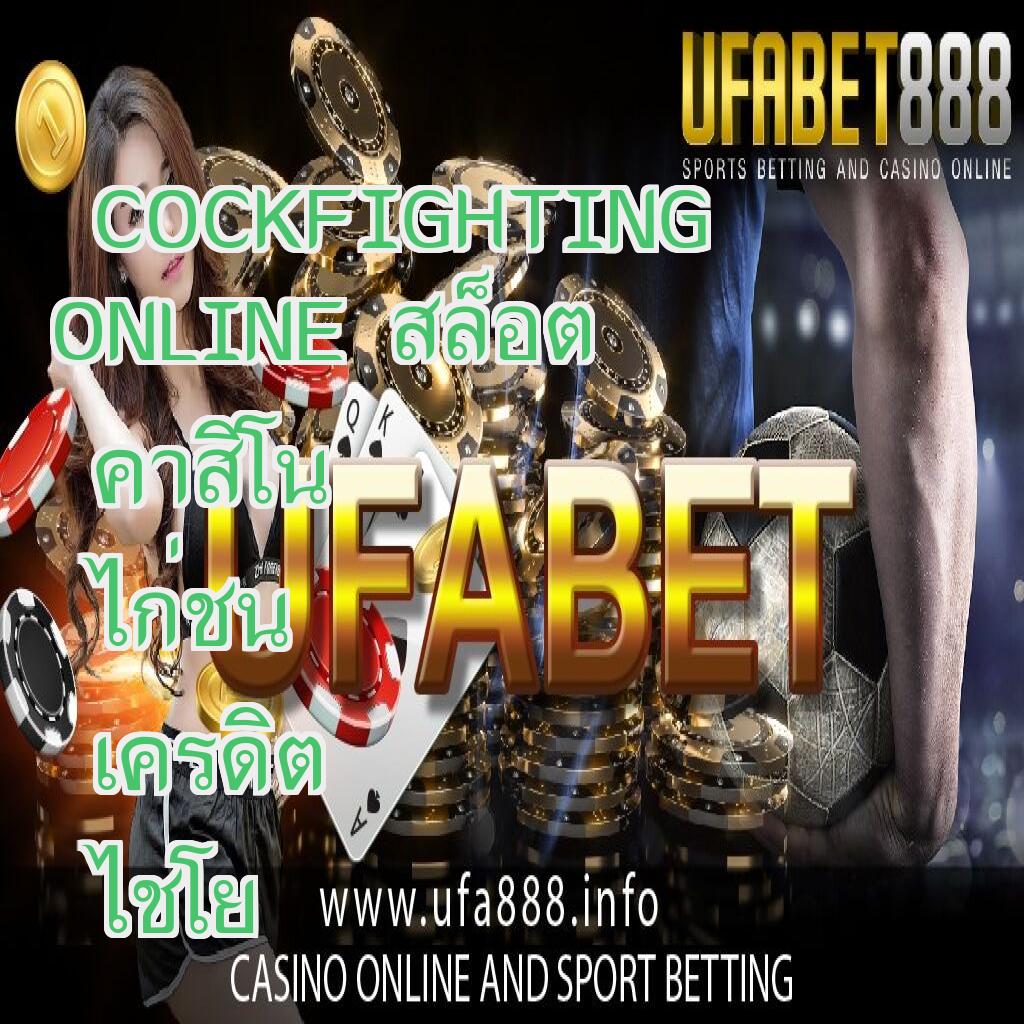 UFABET888
SPORTS BETTING AND CASINO ONLINE
COCKFIGHTING
ONLINE สล็อต
คาสิโน
ไก่ชน
เครดิต
ไชโย
UFABET
Q K
A
1
www.ufa888.info
CASINO ONLINE AND SPORT BETTING